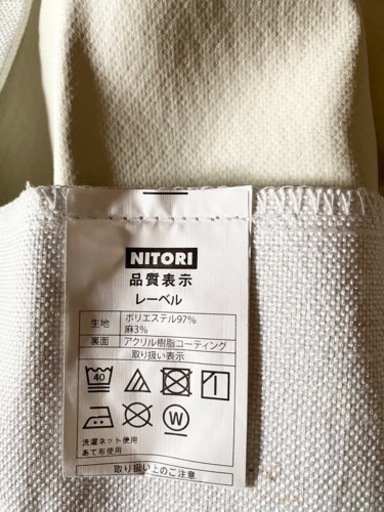 NITORI
品質表示
レーベル
生地 ポリエステル97%
麻3%
裏面 アクリル樹脂コーティング
取り扱い表示
40
W
洗濯ネット使用
あて布使用
取り扱い上のご注意